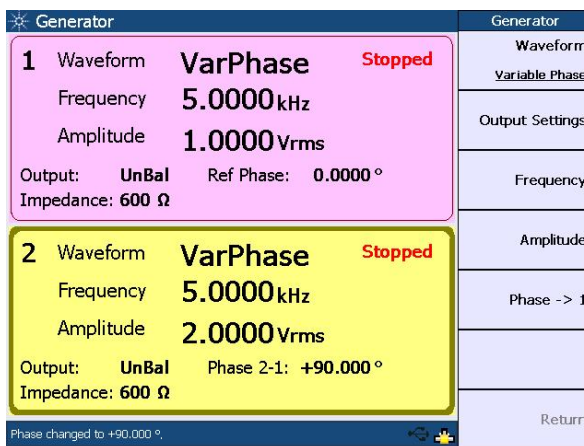 Generator
1 Waveform VarPhase Stopped
Frequency 5.0000 kHz
Amplitude 1.0000 Vrms
Output: UnBal Ref Phase: 0.0000 °
Impedance: 600 Ω
2 Waveform VarPhase Stopped
Frequency 5.0000 kHz
Amplitude 2.0000 Vrms
Output: UnBal Phase 2-1: +90.000 °
Impedance: 600 Ω
Phase changed to +90.000 °.
Generator
Waveform
Variable Phase
Output Settings
Frequency
Amplitude
Phase -> 1
Return